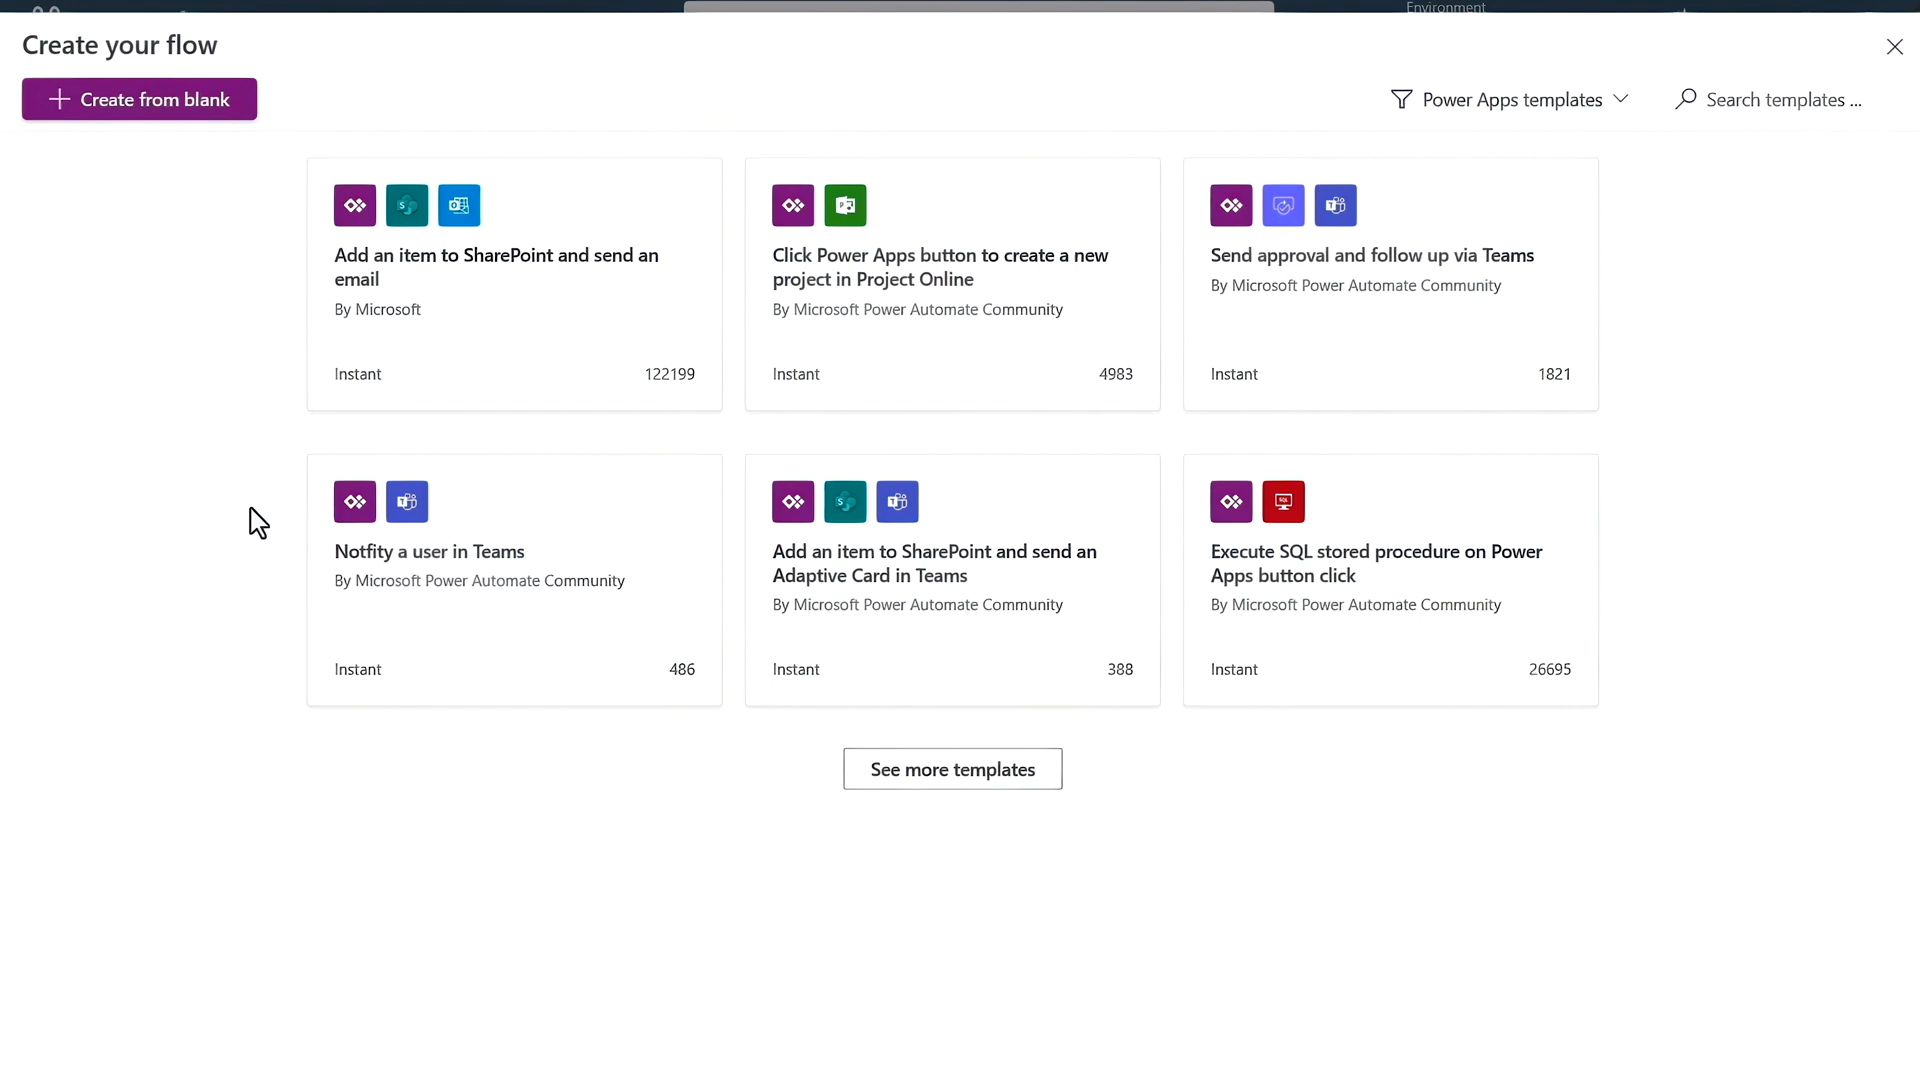 Environment
Create your flow
Create from blank
Power Apps templates
Search templates ...
Add an item to SharePoint and send an
email
By Microsoft
Instant
122199
Click Power Apps button to create a new
project in Project Online
By Microsoft Power Automate Community
Instant
4983
Send approval and follow up via Teams
By Microsoft Power Automate Community
Instant
1821
Notfity a user in Teams
By Microsoft Power Automate Community
Instant
486
Add an item to SharePoint and send an
Adaptive Card in Teams
By Microsoft Power Automate Community
Instant
388
SQL
Execute SQL stored procedure on Power
Apps button click
By Microsoft Power Automate Community
Instant
26695
See more templates